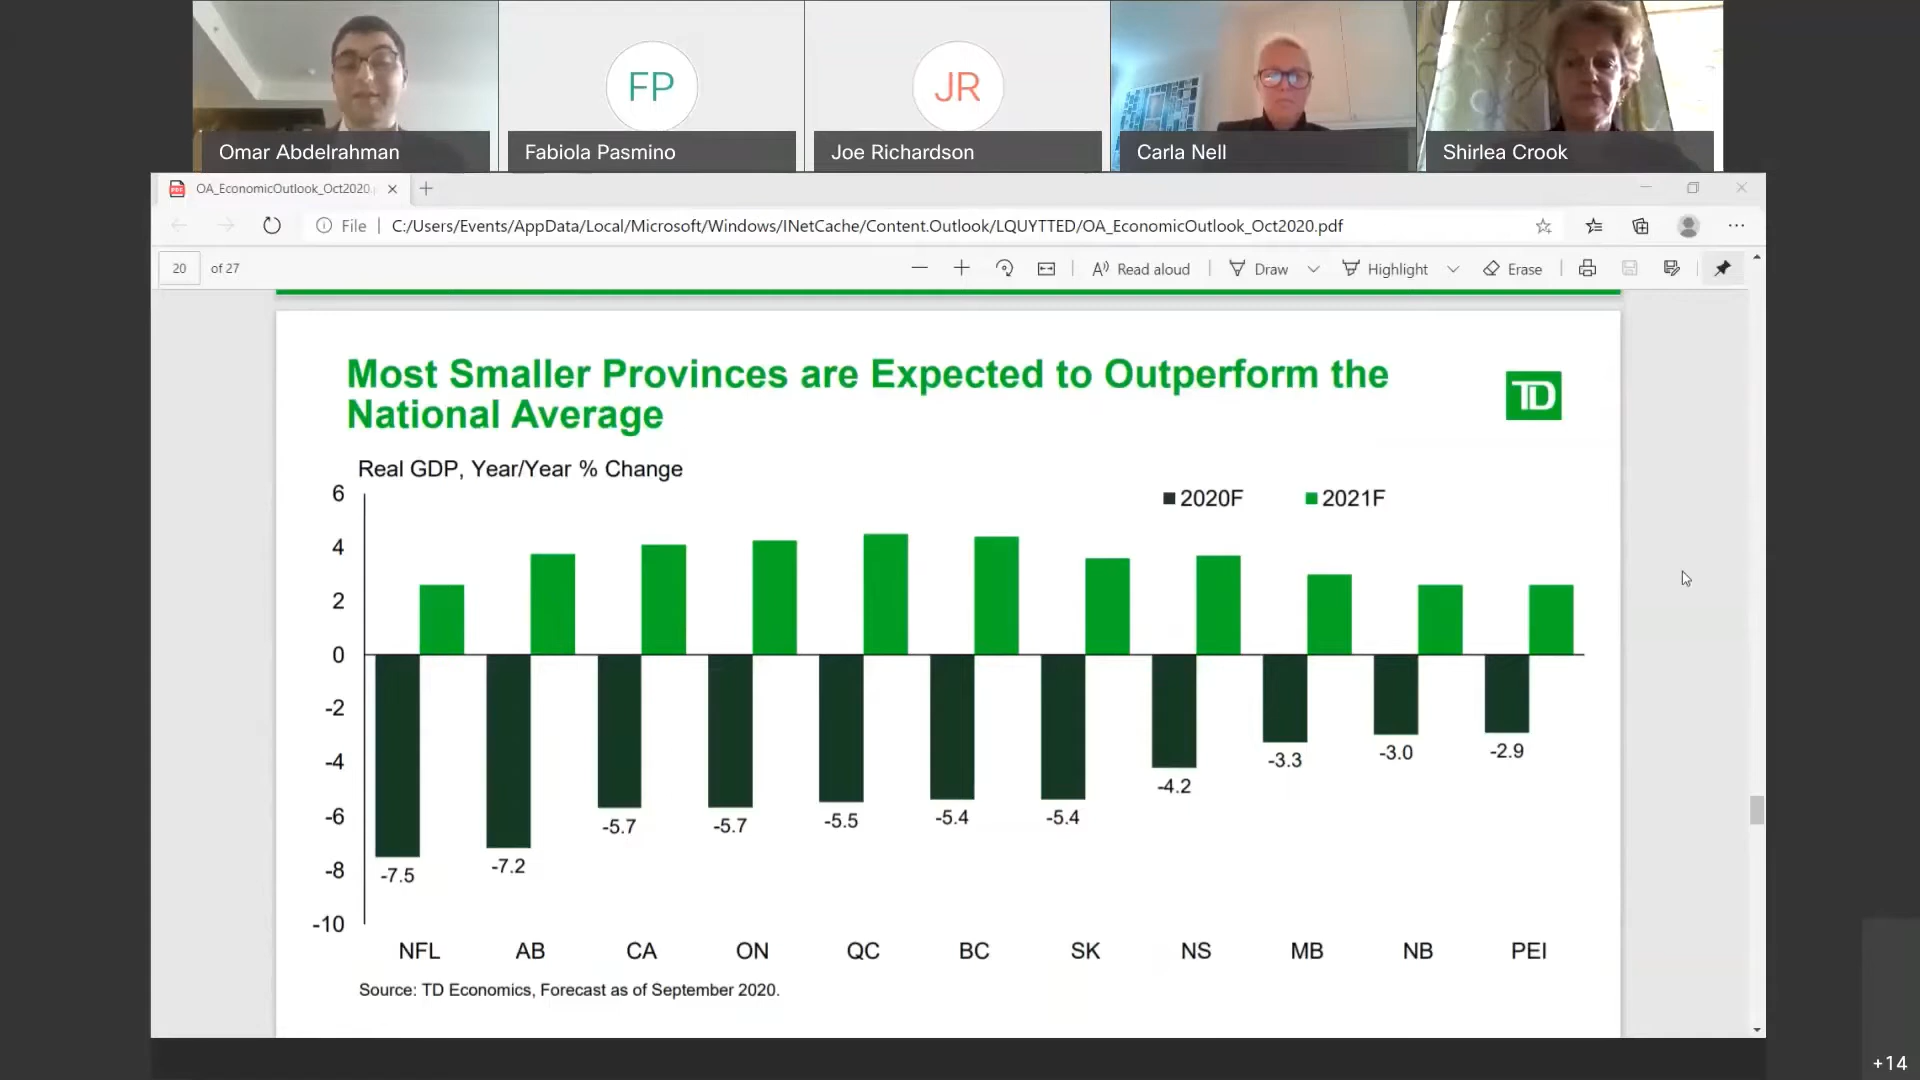 FP
JR
Omar Abdelrahman
Fabiola Pasmino
Joe Richardson
Carla Nell
Shirlea Crook
OA_EconomicOutlook_Oct2020
File
C:/Users/Events/AppData/Local/Microsoft/Windows/INetCache/Content.Outlook/LQUYTTED/OA_EconomicOutlook_Oct2020.pdf
20 of 27
Read aloud
Draw
Highlight
Erase
Most Smaller Provinces are Expected to Outperform the
National Average
TD
Real GDP, Year/Year % Change
2020F
2021F
6
4
2
0
-2
-4
-6
-8
-10
-7.5
-7.2
-5.7
-5.7
-5.5
-5.4
-5.4
-4.2
-3.3
-3.0
-2.9
NFL AB CA ON QC BC SK NS MB NB PEI
Source: TD Economics, Forecast as of September 2020.
+14